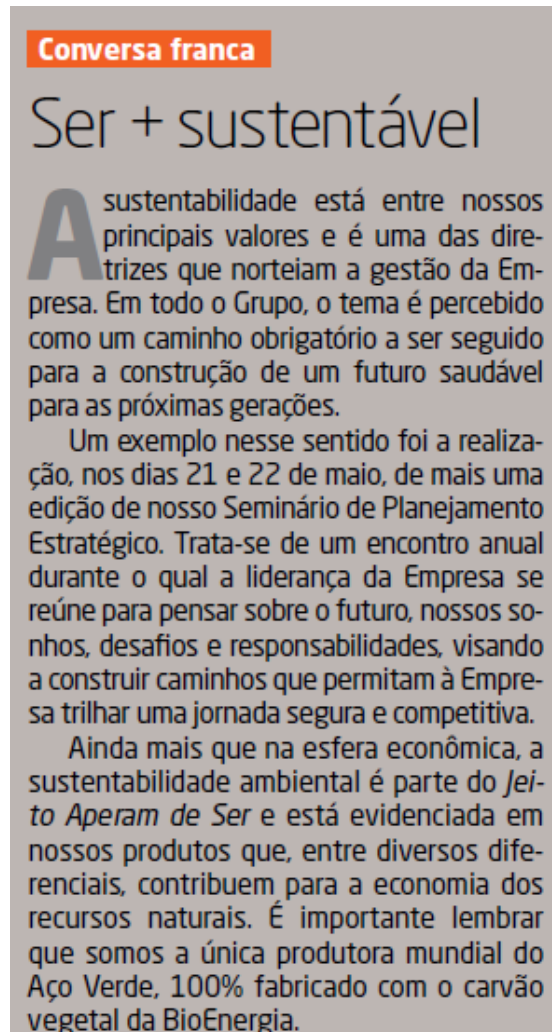 Conversa franca
Ser + sustentável
A sustentabilidade está entre nossos
principais valores e é uma das dire-
trizes que norteiam a gestão da Em-
presa. Em todo o Grupo, o tema é percebido
como um caminho obrigatório a ser seguido
para a construção de um futuro saudável
para as próximas gerações.
Um exemplo nesse sentido foi a realiza-
ção, nos dias 21 e 22 de maio, de mais uma
edição de nosso Seminário de Planejamento
Estratégico. Trata-se de um encontro anual
durante o qual a liderança da Empresa se
reúne para pensar sobre o futuro, nossos so-
nhos, desafios e responsabilidades, visando
a construir caminhos que permitam à Empre-
sa trilhar uma jornada segura e competitiva.
Ainda mais que na esfera econômica, a
sustentabilidade ambiental é parte do Jei-
to Aperam de Ser e está evidenciada em
nossos produtos que, entre diversos dife-
renciais, contribuem para a economia dos
recursos naturais. É importante lembrar
que somos a única produtora mundial do
Aço Verde, 100% fabricado com o carvão
vegetal da BioEnergia.